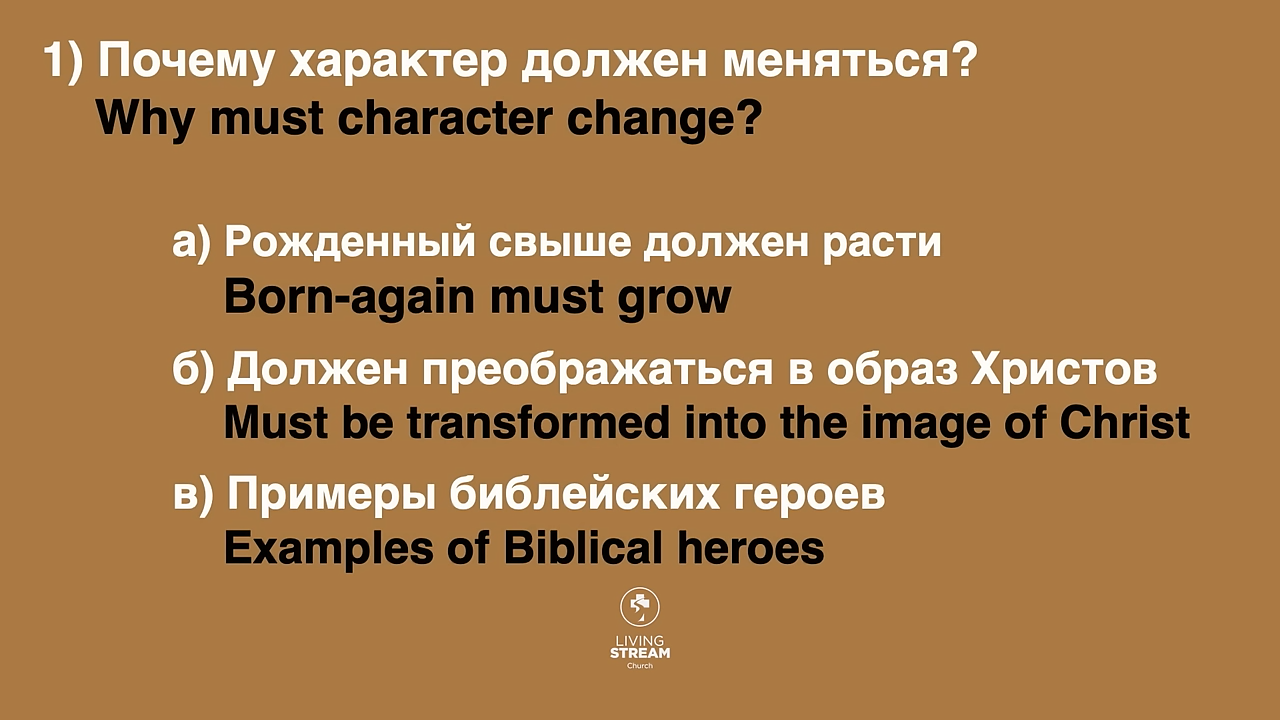 1) Почему характер должен меняться?
Why must character change?
а) Рожденный свыше должен расти
Born-again must grow
б) Должен преображаться в образ Христов
Must be transformed into the image of Christ
в) Примеры библейских героев
Examples of Biblical heroes
LIVING
STREAM
Church